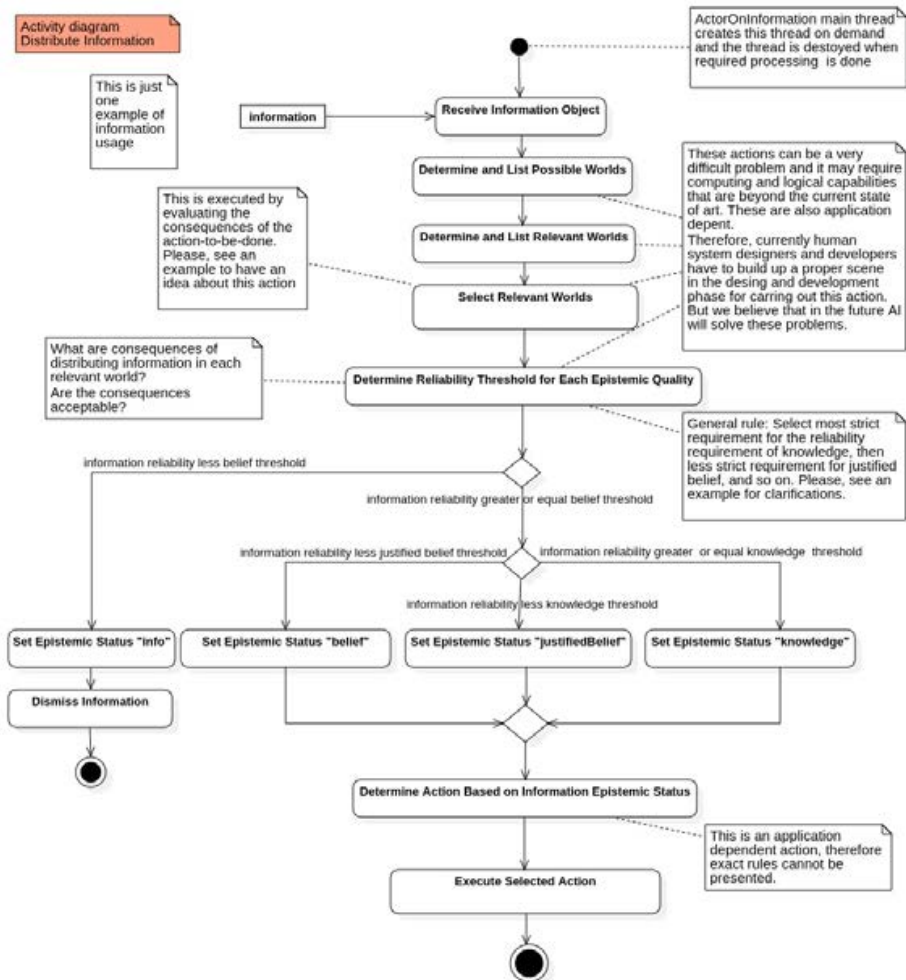 Activity diagram
Distribute Information
ActorOnInformation main thread
creates this thread on demand
and the thread is destoyed when
required processing is done
This is just
one
example of
information
usage
information
Receive Information Object
Determine and List Possible Worlds
These actions can be a very
difficult problem and it may require
computing and logical capabilities
that are beyond the current state
of art. These are also application
depent.
Therefore, currently human
system designers and developers
have to build up a proper scene
in the desing and development
phase for carrying out this action.
But we believe that in the future AI
will solve these problems.
This is executed by
evaluating the
consequences of the
action-to-be-done.
Please, see an
example to have an
idea about this action
Determine and List Relevant Worlds
Select Relevant Worlds
What are consequences of
distributing information in each
relevant world?
Are the consequences
acceptable?
Determine Reliability Threshold for Each Epistemic Quality
General rule: Select most strict
requirement for the reliability
requirement of knowledge, then
less strict requirement for justified
belief, and so on. Please, see an
example for clarifications.
information reliability less belief threshold
information reliability greater or equal belief threshold
information reliability less justified belief threshold
information reliability greater or equal knowledge threshold
information reliability less knowledge threshold
Set Epistemic Status "info"
Set Epistemic Status "belief"
Set Epistemic Status "justifiedBelief"
Set Epistemic Status "knowledge"
Dismiss Information
Determine Action Based on Information Epistemic Status
This is an application
dependent action, therefore
exact rules cannot be
presented.
Execute Selected Action